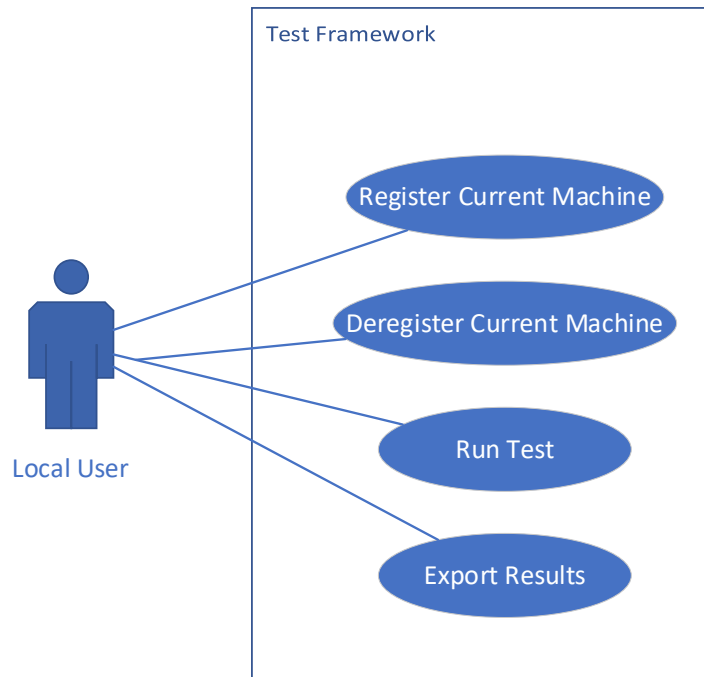 Test Framework
Register Current Machine
Deregister Current Machine
Run Test
Local User
Export Results